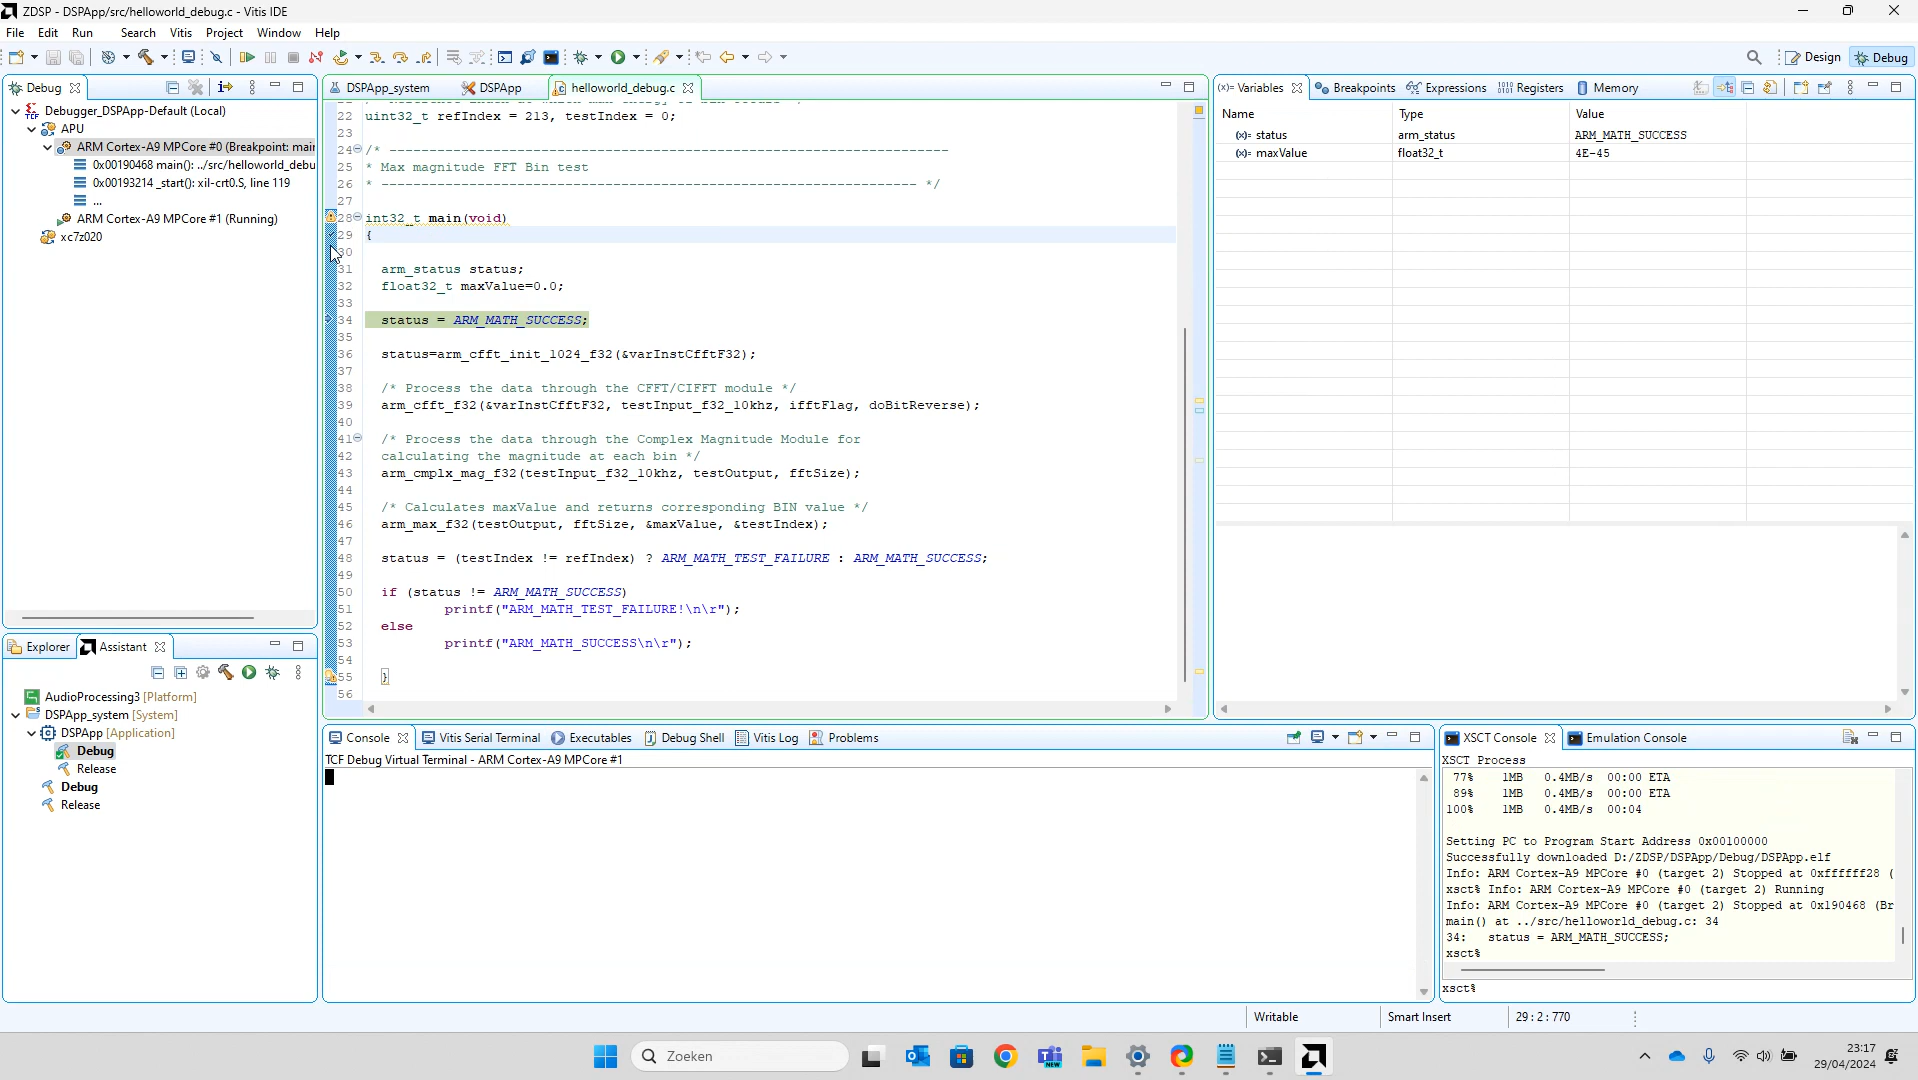 ZDSP - DSPApp/src/helloworld_debug.c - Vitis IDE
File Edit Run Search Vitis Project Window Help
Design Debug
Debug
Debugger_DSPApp-Default (Local)
APU
ARM Cortex-A9 MPCore #0 (Breakpoint: mai
0x00190468 main(): ../src/helloworld_debu
0x00193214 _start(): xil-crt0.S, line 119
...
ARM Cortex-A9 MPCore #1 (Running)
xc7z020
DSPApp_system DSPApp helloworld_debug.c
22 uint32_t refIndex = 213, testIndex = 0;
23
24 /* ----------------------------------------------------------------------
25 * Max magnitude FFT Bin test
26 * ------------------------------------------------------------------- */
27
28 int32_t main(void)
29 {
30
31 arm_status status;
32 float32_t maxValue=0.0;
33
34 status = ARM_MATH_SUCCESS;
35
36 status=arm_cfft_init_1024_f32(&varInstCfftF32);
37
38 /* Process the data through the CFFT/CIFFT module */
39 arm_cfft_f32(&varInstCfftF32, testInput_f32_10khz, ifftFlag, doBitReverse);
40
41 /* Process the data through the Complex Magnitude Module for
42 calculating the magnitude at each bin */
43 arm_cmplx_mag_f32(testInput_f32_10khz, testOutput, fftSize);
44
45 /* Calculates maxValue and returns corresponding BIN value */
46 arm_max_f32(testOutput, fftSize, &maxValue, &testIndex);
47
48 status = (testIndex != refIndex) ? ARM_MATH_TEST_FAILURE : ARM_MATH_SUCCESS;
49
50 if (status != ARM_MATH_SUCCESS)
51 printf("ARM_MATH_TEST_FAILURE!\n\r");
52 else
53 printf("ARM_MATH_SUCCESS\n\r");
54
55 }
56
(x)= Variables Breakpoints Expressions Registers Memory
Name Type Value
(x)= status arm_status ARM_MATH_SUCCESS
(x)= maxValue float32_t 4E-45
Explorer Assistant
AudioProcessing3 [Platform]
DSPApp_system [System]
DSPApp [Application]
Debug
Release
Debug
Release
Console Vitis Serial Terminal Executables Debug Shell Vitis Log Problems
TCF Debug Virtual Terminal - ARM Cortex-A9 MPCore #1
XSCT Console Emulation Console
XSCT Process
77% 1MB 0.4MB/s 00:00 ETA
89% 1MB 0.4MB/s 00:00 ETA
100% 1MB 0.4MB/s 00:04
Setting PC to Program Start Address 0x00100000
Successfully downloaded D:/ZDSP/DSPApp/Debug/DSPApp.elf
Info: ARM Cortex-A9 MPCore #0 (target 2) Stopped at 0xffffff28 (
xsct% Info: ARM Cortex-A9 MPCore #0 (target 2) Running
Info: ARM Cortex-A9 MPCore #0 (target 2) Stopped at 0x190468 (Br
main() at ../src/helloworld_debug.c: 34
34: status = ARM_MATH_SUCCESS;
xsct%
xsct%
Writable Smart Insert 29 : 2 : 770
Zoeken
23:17
29/04/2024